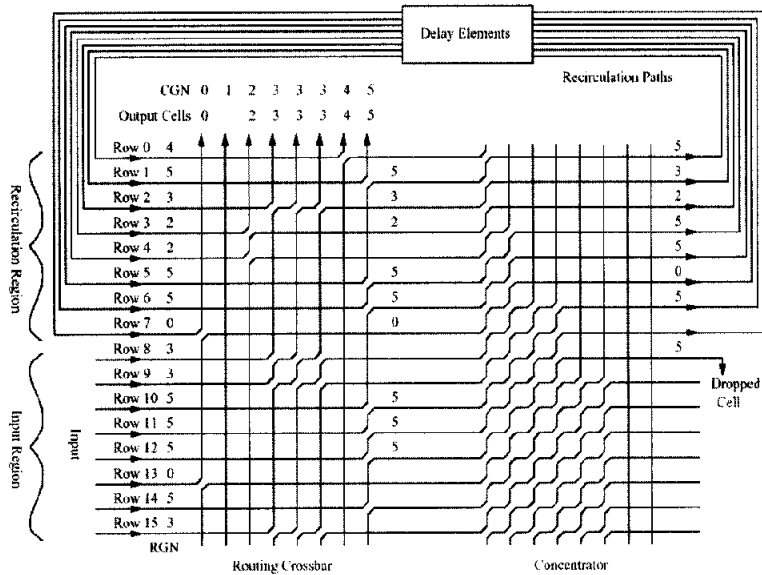 Delay Elements
Recirculation Paths
CGN 0 1 2 3 3 3 4 5
Output Cells 0 2 3 3 3 4 5
Row 0 4 5
Row 1 5 5 3
Row 2 3 3 2
Row 3 2 2 5
Row 4 2 5
Row 5 5 5 0
Row 6 5 5 5
Row 7 0 0
Row 8 3 5
Row 9 3
Dropped
Cell
Row 10 5 5
Row 11 5 5
Row 12 5 5
Row 13 0
Row 14 5
Row 15 3
RGN
Recirculation Region
Input Region
Input
Routing Crossbar
Concentrator